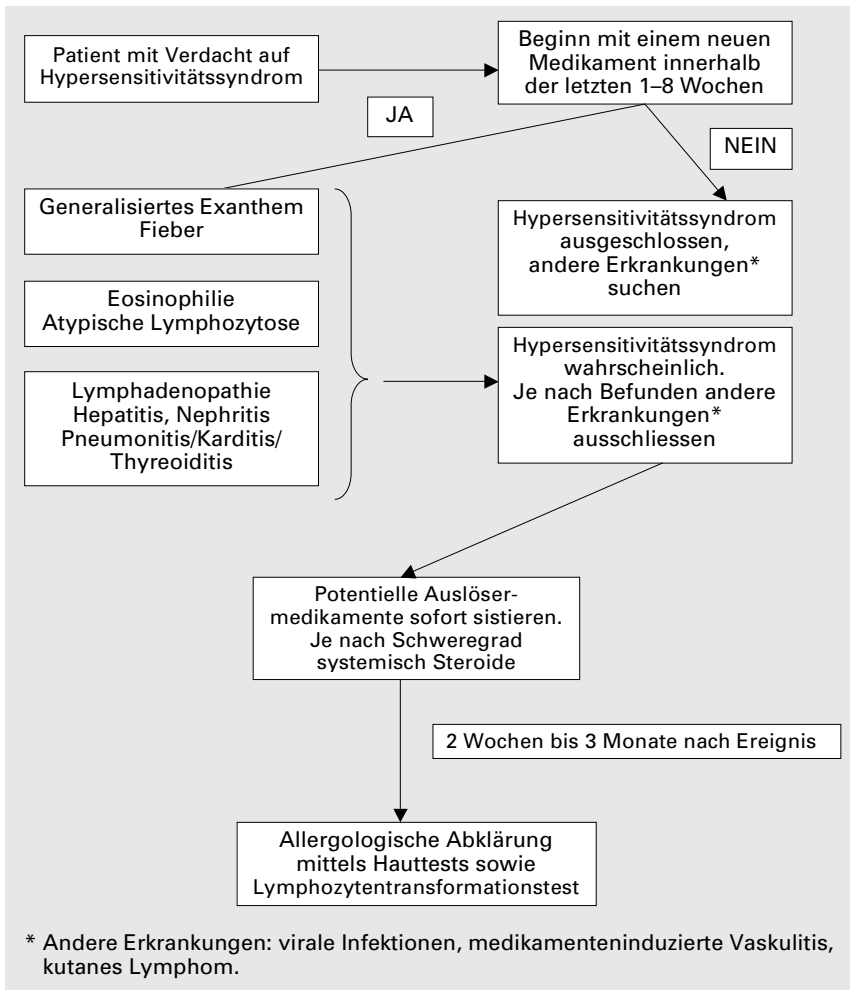 Patient mit Verdacht auf
Hypersensitivitätssyndrom
Beginn mit einem neuen
Medikament innerhalb
der letzten 1–8 Wochen
JA
NEIN
Generalisiertes Exanthem
Fieber
Hypersensitivitätssyndrom
ausgeschlossen,
andere Erkrankungen*
suchen
Eosinophilie
Atypische Lymphozytose
Hypersensitivitätssyndrom
wahrscheinlich.
Je nach Befunden andere
Erkrankungen*
ausschliessen
Lymphadenopathie
Hepatitis, Nephritis
Pneumonitis/Karditis/
Thyreoiditis
Potentielle Auslöser-
medikamente sofort sistieren.
Je nach Schweregrad
systemisch Steroide
2 Wochen bis 3 Monate nach Ereignis
Allergologische Abklärung
mittels Hauttests sowie
Lymphozytentransformationstest
* Andere Erkrankungen: virale Infektionen, medikamenteninduzierte Vaskulitis,
kutanes Lymphom.